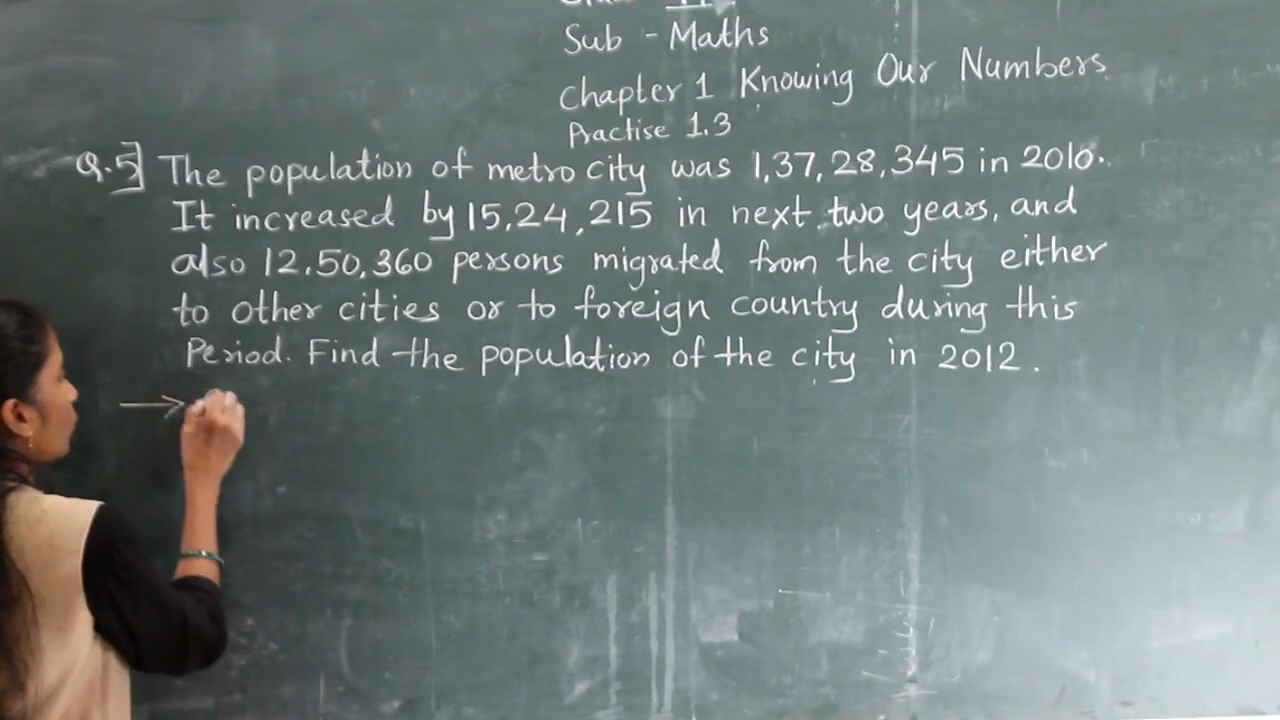 Sub - Maths
Chapter 1 Knowing Our Numbers
Practise 1.3
Q.5] The population of metro city was 1,37,28,345 in 2010.
It increased by 15,24,215 in next two years, and
also 12,50,360 persons migrated from the city either
to other cities or to foreign country during this
Period. Find the population of the city in 2012.